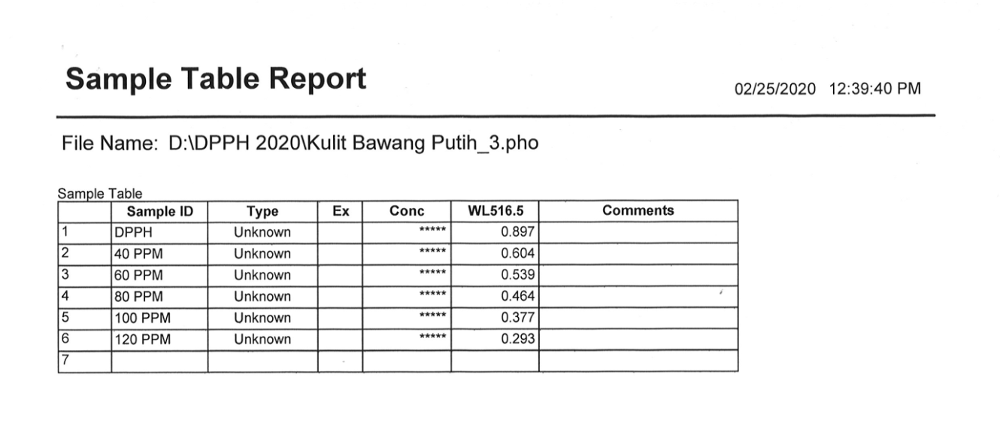 Sample Table Report
02/25/2020 12:39:40 PM
File Name: D:\DPPH 2020\Kulit Bawang Putih_3.pho
Sample Table
Sample ID Type Ex Conc WL516.5 Comments
1 DPPH Unknown ***** 0.897
2 40 PPM Unknown ***** 0.604
3 60 PPM Unknown ***** 0.539
4 80 PPM Unknown ***** 0.464
5 100 PPM Unknown ***** 0.377
6 120 PPM Unknown ***** 0.293
7